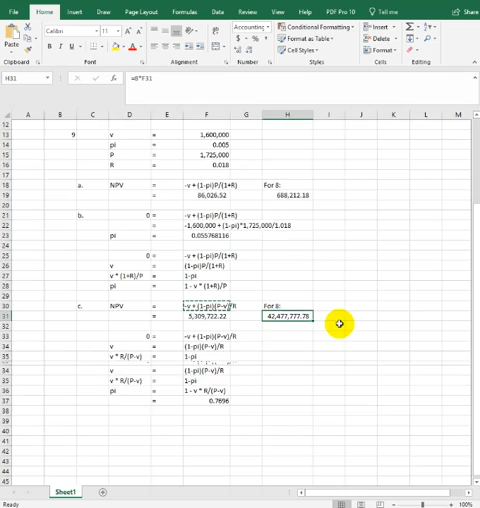 File Home Insert Draw Page Layout Formulas Data Review View Help PDF Pro 10 Tell me Share
Paste Calibri 11 A A Accounting Conditional Formatting Insert Σ
B I U A $ % , Format as Table Delete
Cell Styles Format
Clipboard Font Alignment Number Styles Cells Editing
H31 fx =8*F31
A B C D E F G H I J K L M
12
13 9 v = 1,600,000
14 pi = 0.005
15 P = 1,725,000
16 R = 0.018
17
18 a. NPV = -v + (1-pi)P/(1+R) For 8:
19 = 86,026.52 688,212.18
20
21 b. 0 = -v + (1-pi)P/(1+R)
22 = -1,600,000 + (1-pi)*1,725,000/1.018
23 pi = 0.055768116
24
25 0 = -v + (1-pi)P/(1+R)
26 v = (1-pi)P/(1+R)
27 v * (1+R)/P = 1-pi
28 pi = 1 - v * (1+R)/P
29
30 c. NPV = -v + (1-pi)(P-v)/R For 8:
31 = 5,309,722.22 42,477,777.78
32
33 0 = -v + (1-pi)(P-v)/R
34 v = (1-pi)(P-v)/R
35 v * R/(P-v) = 1-pi
34 v = (1-pi)(P-v)/R
35 v * R/(P-v) = 1-pi
36 pi = 1 - v * R/(P-v)
37 = 0.7696
38
39
40
41
42
43
44
45
Sheet1
Ready 100%